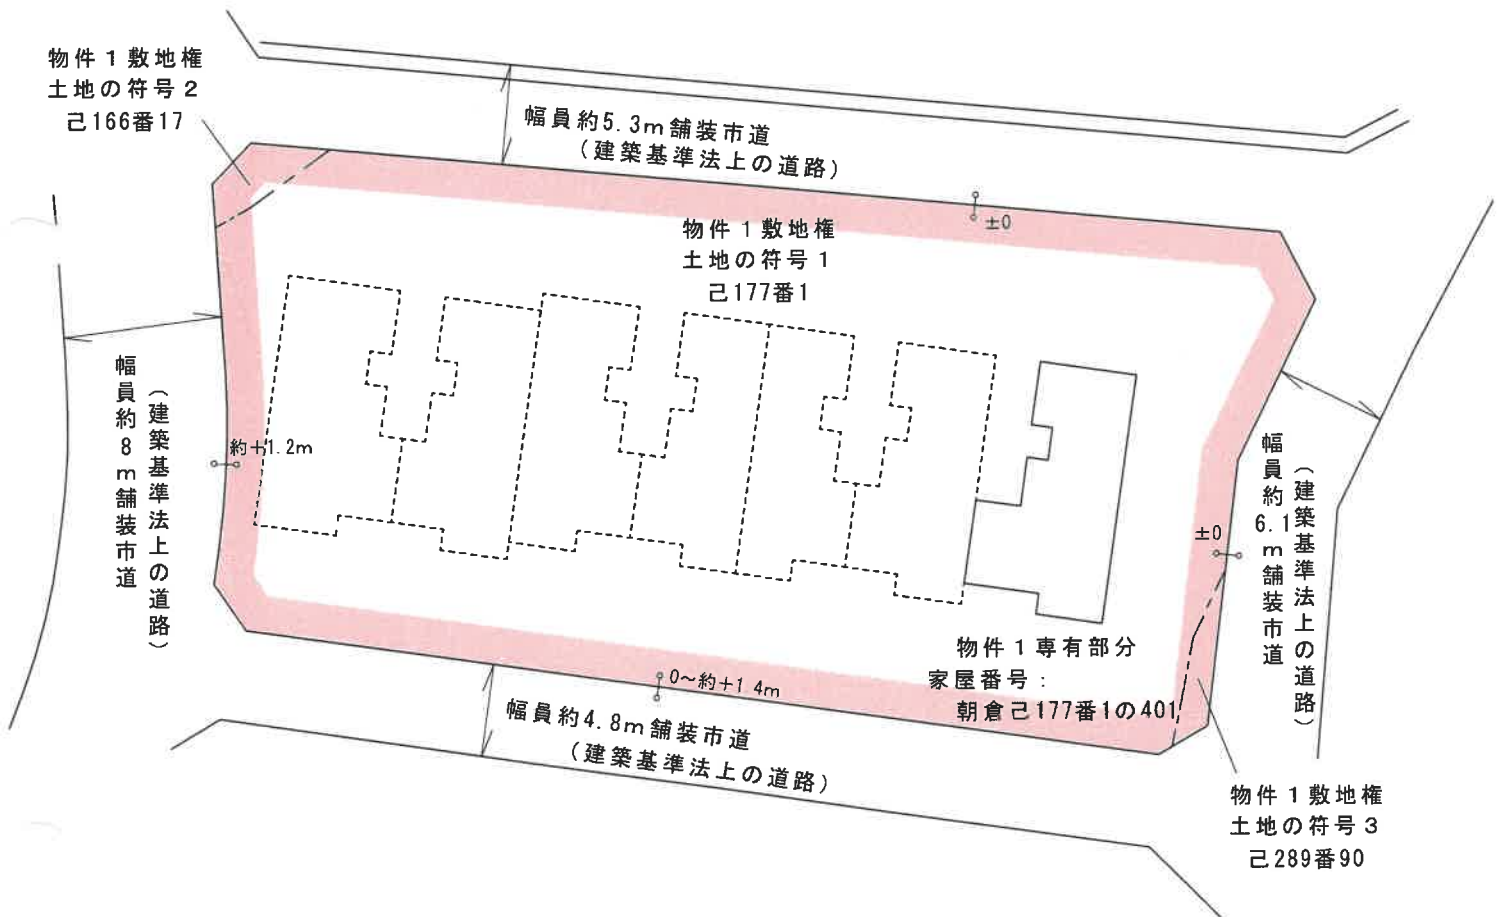 物件１敷地権
土地の符号２
己166番17
幅員約5.3ｍ舗装市道
（建築基準法上の道路）
±0
物件１敷地権
土地の符号１
己177番1
幅員約８ｍ舗装市道
（建築基準法上の道路）
約+1.2m
幅員約6.1ｍ舗装市道
（建築基準法上の道路）
±0
物件１専有部分
家屋番号：
朝倉己177番1の401
0～約+1.4m
幅員約4.8ｍ舗装市道
（建築基準法上の道路）
物件１敷地権
土地の符号３
己289番90